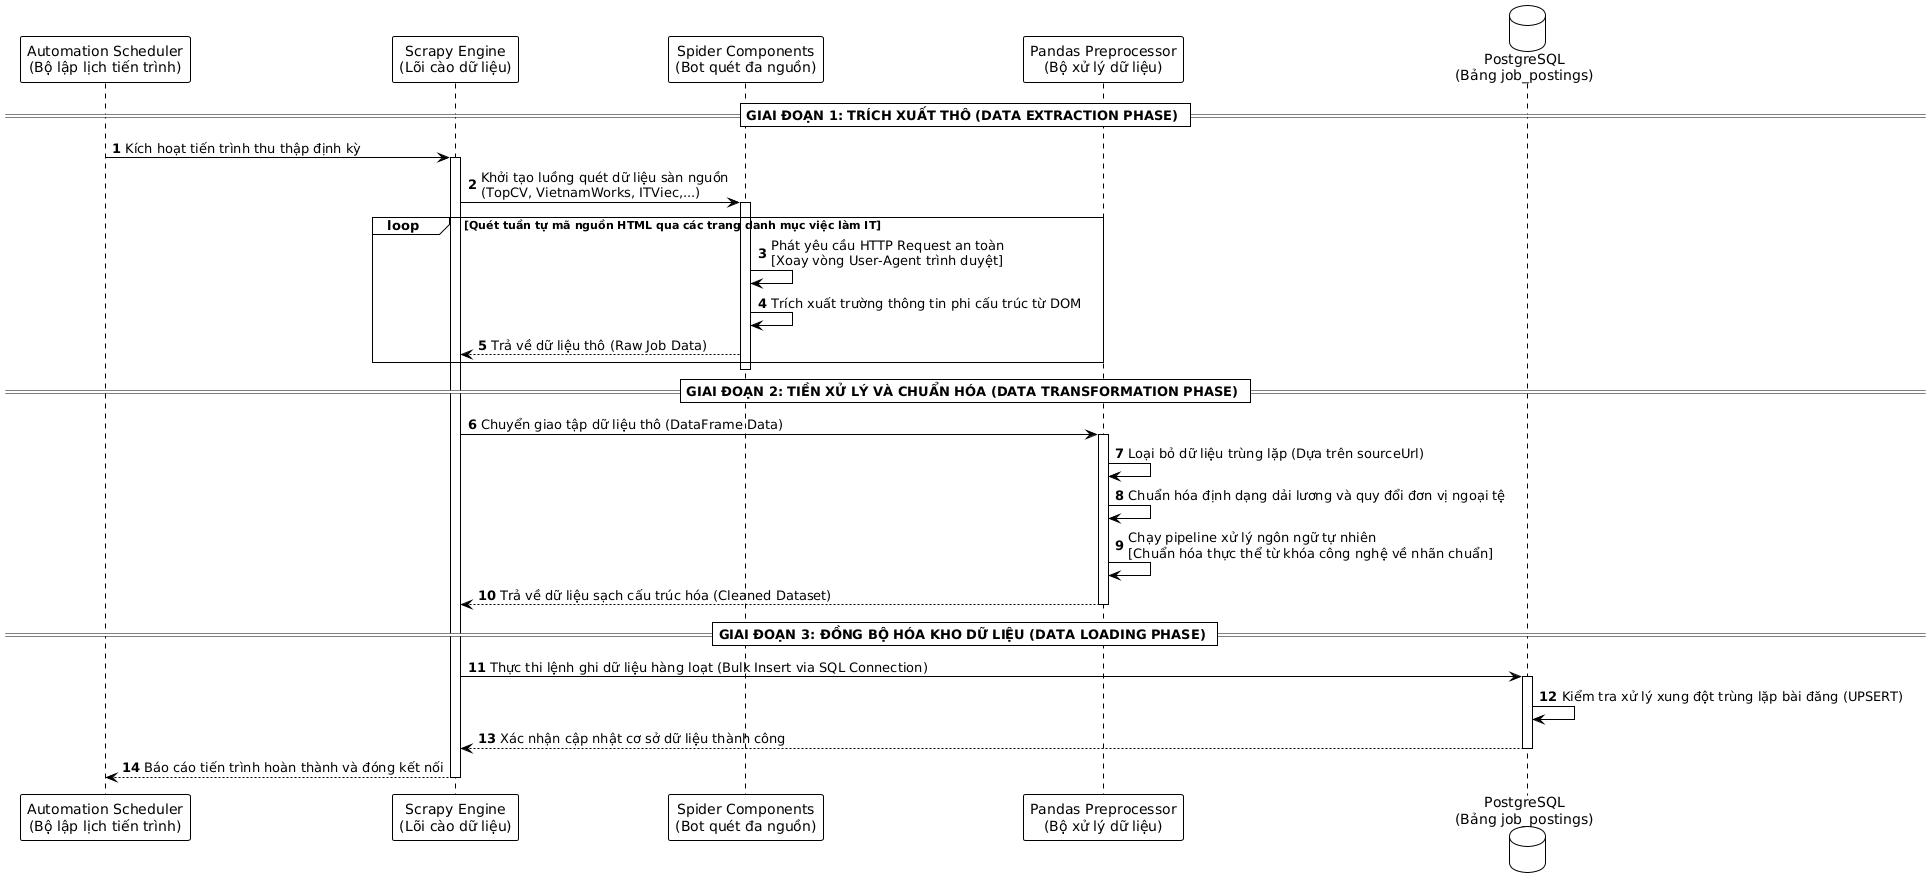 Automation Scheduler
(Bộ lập lịch tiến trình)
Scrapy Engine
(Lõi cào dữ liệu)
Spider Components
(Bot quét đa nguồn)
Pandas Preprocessor
(Bộ xử lý dữ liệu)
PostgreSQL
(Bảng job_postings)
GIAI ĐOẠN 1: TRÍCH XUẤT THÔ (DATA EXTRACTION PHASE)
1 Kích hoạt tiến trình thu thập định kỳ
2 Khởi tạo luồng quét dữ liệu sàn nguồn
(TopCV, VietnamWorks, ITViec,...)
loop [Quét tuần tự mã nguồn HTML qua các trang danh mục việc làm IT]
3 Phát yêu cầu HTTP Request an toàn
[Xoay vòng User-Agent trình duyệt]
4 Trích xuất trường thông tin phi cấu trúc từ DOM
5 Trả về dữ liệu thô (Raw Job Data)
GIAI ĐOẠN 2: TIỀN XỬ LÝ VÀ CHUẨN HÓA (DATA TRANSFORMATION PHASE)
6 Chuyển giao tập dữ liệu thô (DataFrame Data)
7 Loại bỏ dữ liệu trùng lặp (Dựa trên sourceUrl)
8 Chuẩn hóa định dạng dải lương và quy đổi đơn vị ngoại tệ
9 Chạy pipeline xử lý ngôn ngữ tự nhiên
[Chuẩn hóa thực thể từ khóa công nghệ về nhãn chuẩn]
10 Trả về dữ liệu sạch cấu trúc hóa (Cleaned Dataset)
GIAI ĐOẠN 3: ĐỒNG BỘ HÓA KHO DỮ LIỆU (DATA LOADING PHASE)
11 Thực thi lệnh ghi dữ liệu hàng loạt (Bulk Insert via SQL Connection)
12 Kiểm tra xử lý xung đột trùng lặp bài đăng (UPSERT)
13 Xác nhận cập nhật cơ sở dữ liệu thành công
14 Báo cáo tiến trình hoàn thành và đóng kết nối
Automation Scheduler
(Bộ lập lịch tiến trình)
Scrapy Engine
(Lõi cào dữ liệu)
Spider Components
(Bot quét đa nguồn)
Pandas Preprocessor
(Bộ xử lý dữ liệu)
PostgreSQL
(Bảng job_postings)